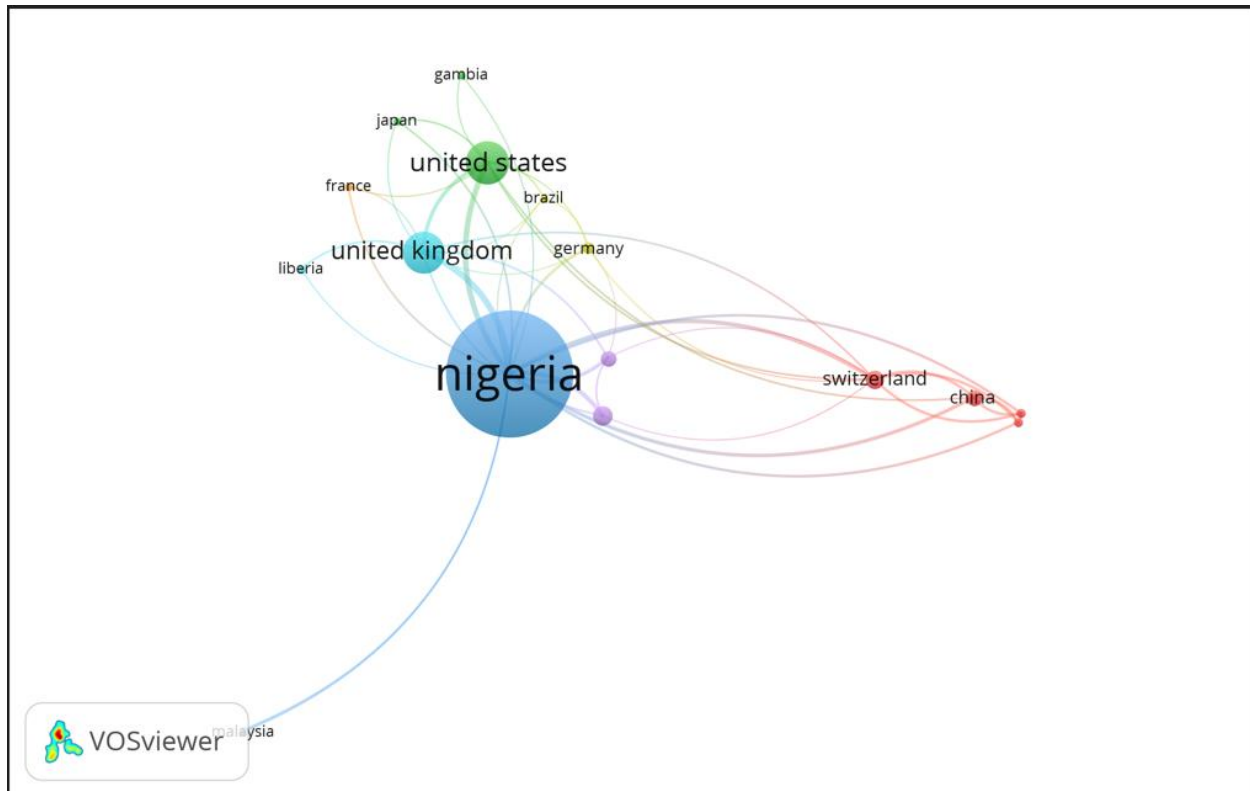 gambia
japan
united states
france
brazil
united kingdom
germany
liberia
nigeria
switzerland
china
malaysia
VOSviewer